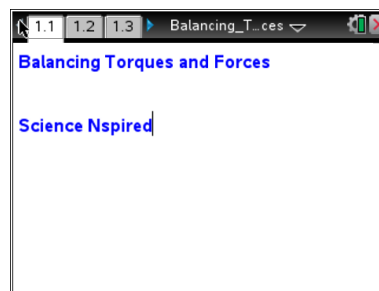 1.1 1.2 1.3 Balancing_T...ces
Balancing Torques and Forces
Science Nspired